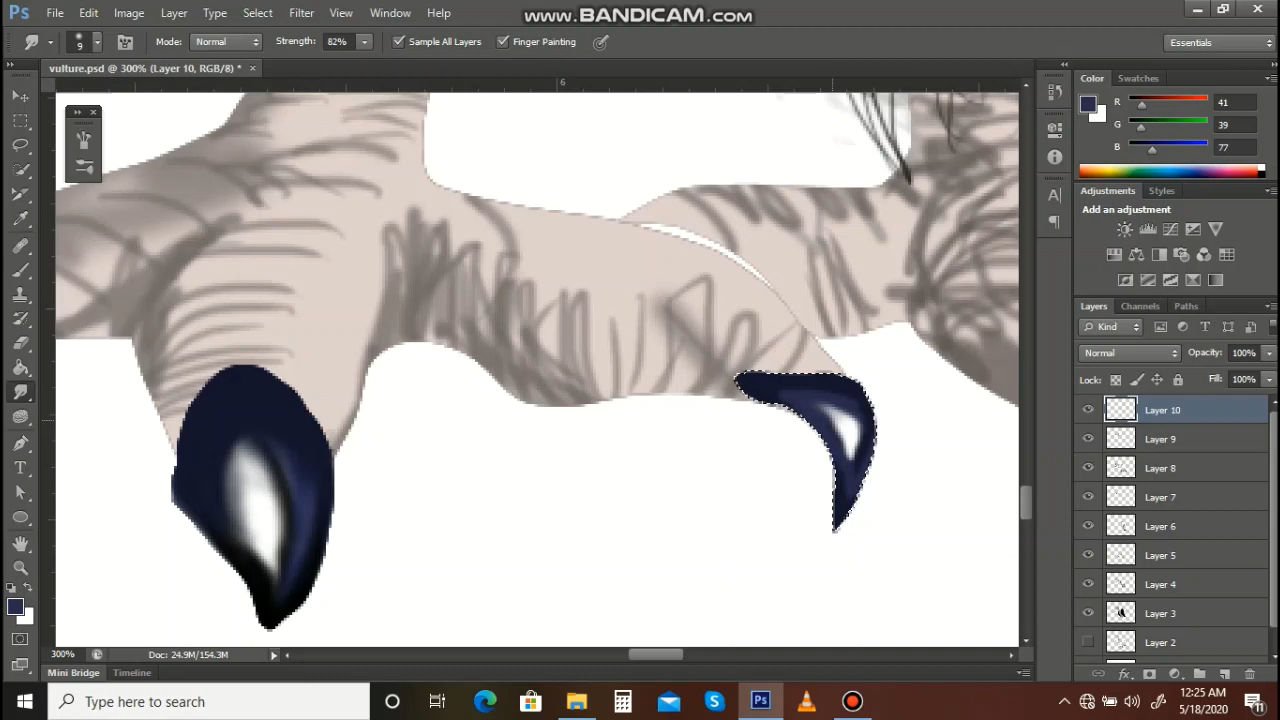 Ps File Edit Image Layer Type Select Filter View Window Help
www.BANDICAM.com
9 Mode: Normal Strength: 82% Sample All Layers Finger Painting Essentials
vulture.psd @ 300% (Layer 10, RGB/8) *
6
Color Swatches
R 41
G 39
B 77
Adjustments Styles
Add an adjustment
Layers Channels Paths
Kind
Normal Opacity: 100%
Lock: Fill: 100%
Layer 10
Layer 9
Layer 8
Layer 7
Layer 6
Layer 5
Layer 4
Layer 3
Layer 2
300% Doc: 24.9M/154.3M
Mini Bridge Timeline
Type here to search
12:25 AM
5/18/2020
11